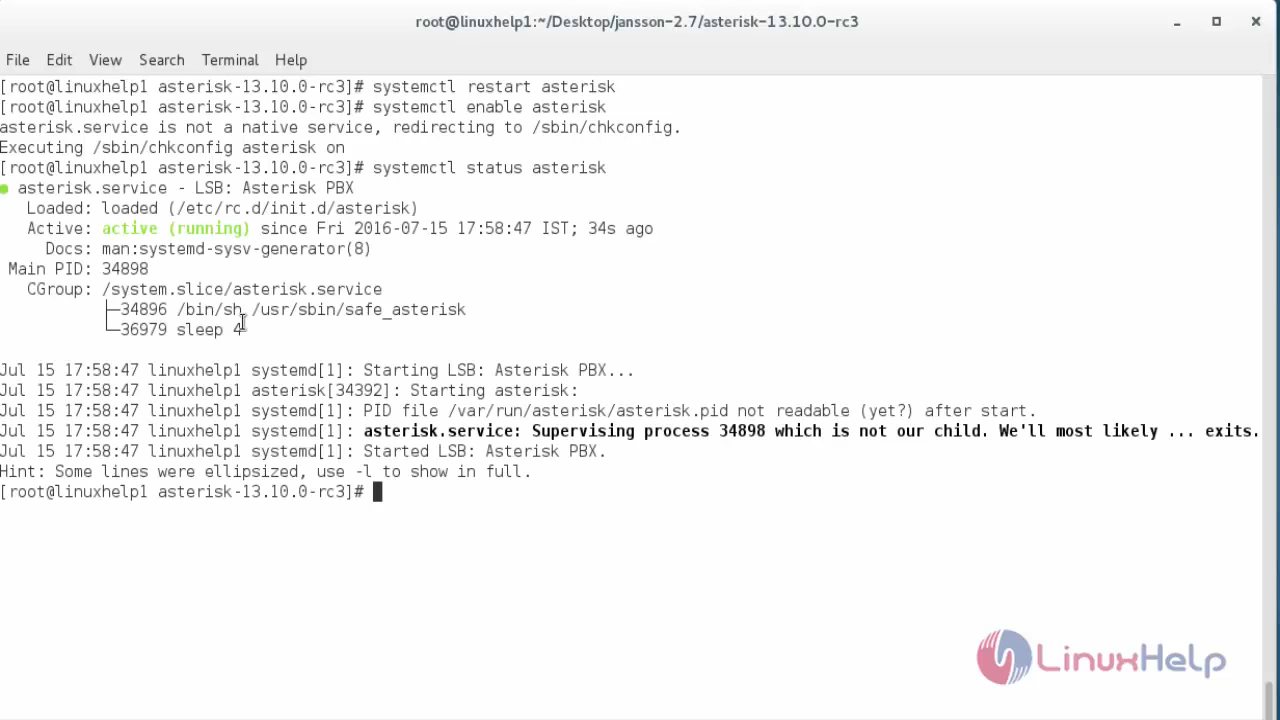 root@linuxhelp1:~/Desktop/jansson-2.7/asterisk-13.10.0-rc3
File Edit View Search Terminal Help
[root@linuxhelp1 asterisk-13.10.0-rc3]# systemctl restart asterisk
[root@linuxhelp1 asterisk-13.10.0-rc3]# systemctl enable asterisk
asterisk.service is not a native service, redirecting to /sbin/chkconfig.
Executing /sbin/chkconfig asterisk on
[root@linuxhelp1 asterisk-13.10.0-rc3]# systemctl status asterisk
● asterisk.service - LSB: Asterisk PBX
Loaded: loaded (/etc/rc.d/init.d/asterisk)
Active: active (running) since Fri 2016-07-15 17:58:47 IST; 34s ago
Docs: man:systemd-sysv-generator(8)
Main PID: 34898
CGroup: /system.slice/asterisk.service
├─34896 /bin/sh /usr/sbin/safe_asterisk
└─36979 sleep 4
Jul 15 17:58:47 linuxhelp1 systemd[1]: Starting LSB: Asterisk PBX...
Jul 15 17:58:47 linuxhelp1 asterisk[34392]: Starting asterisk:
Jul 15 17:58:47 linuxhelp1 systemd[1]: PID file /var/run/asterisk/asterisk.pid not readable (yet?) after start.
Jul 15 17:58:47 linuxhelp1 systemd[1]: asterisk.service: Supervising process 34898 which is not our child. We'll most likely ... exits.
Jul 15 17:58:47 linuxhelp1 systemd[1]: Started LSB: Asterisk PBX.
Hint: Some lines were ellipsized, use -l to show in full.
[root@linuxhelp1 asterisk-13.10.0-rc3]#
LinuxHelp